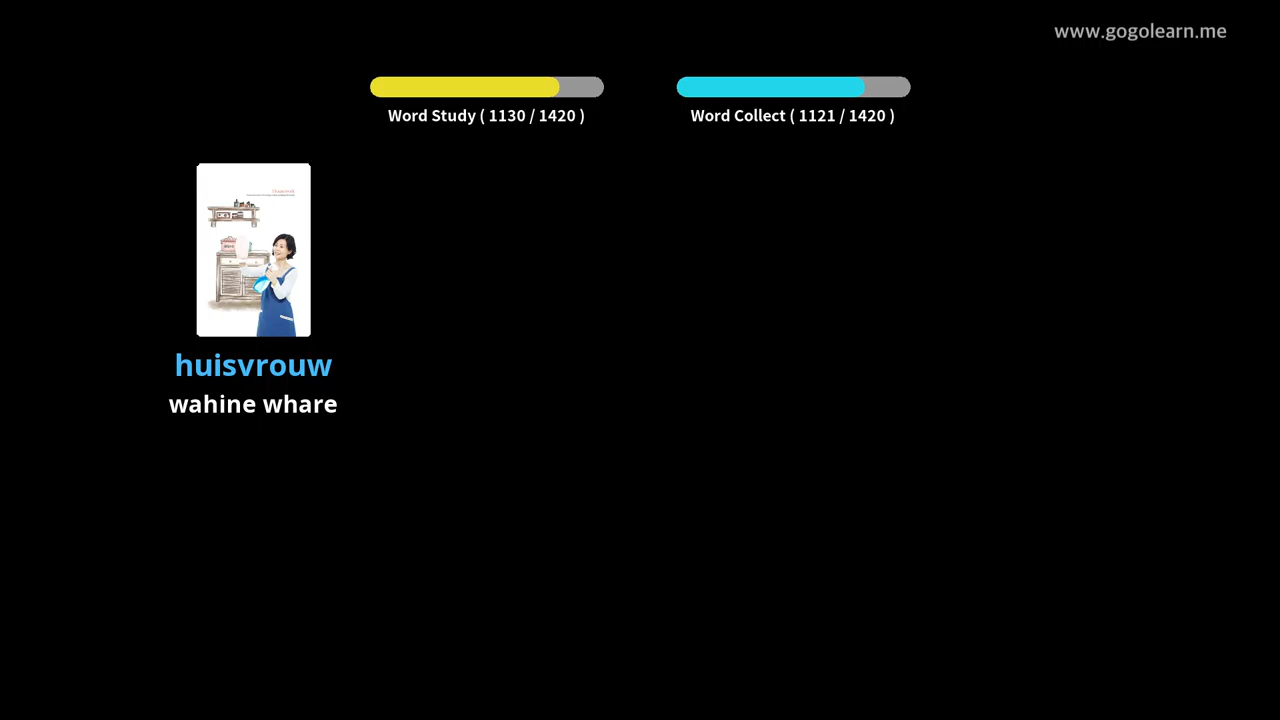 www.gogolearn.me
Word Study ( 1130 / 1420 )
Word Collect ( 1121 / 1420 )
huisvrouw
wahine whare